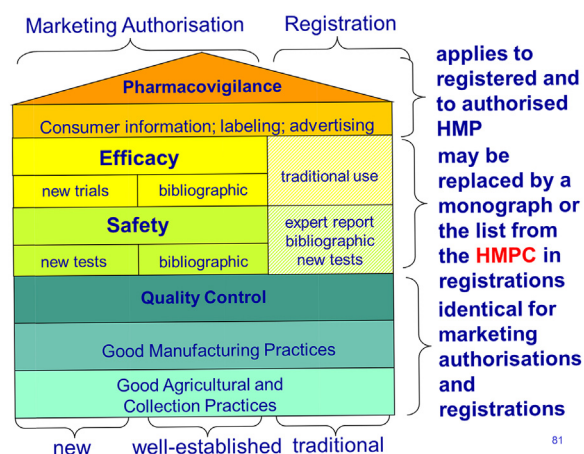 Marketing Authorisation
Registration
Pharmacovigilance
Consumer information; labeling; advertising
Efficacy
new trials
bibliographic
traditional use
Safety
new tests
bibliographic
expert report
bibliographic
new tests
Quality Control
Good Manufacturing Practices
Good Agricultural and
Collection Practices
new
well-established
traditional
applies to
registered and
to authorised
HMP
may be
replaced by a
monograph or
the list from
the HMPC in
registrations
identical for
marketing
authorisations
and
registrations
81